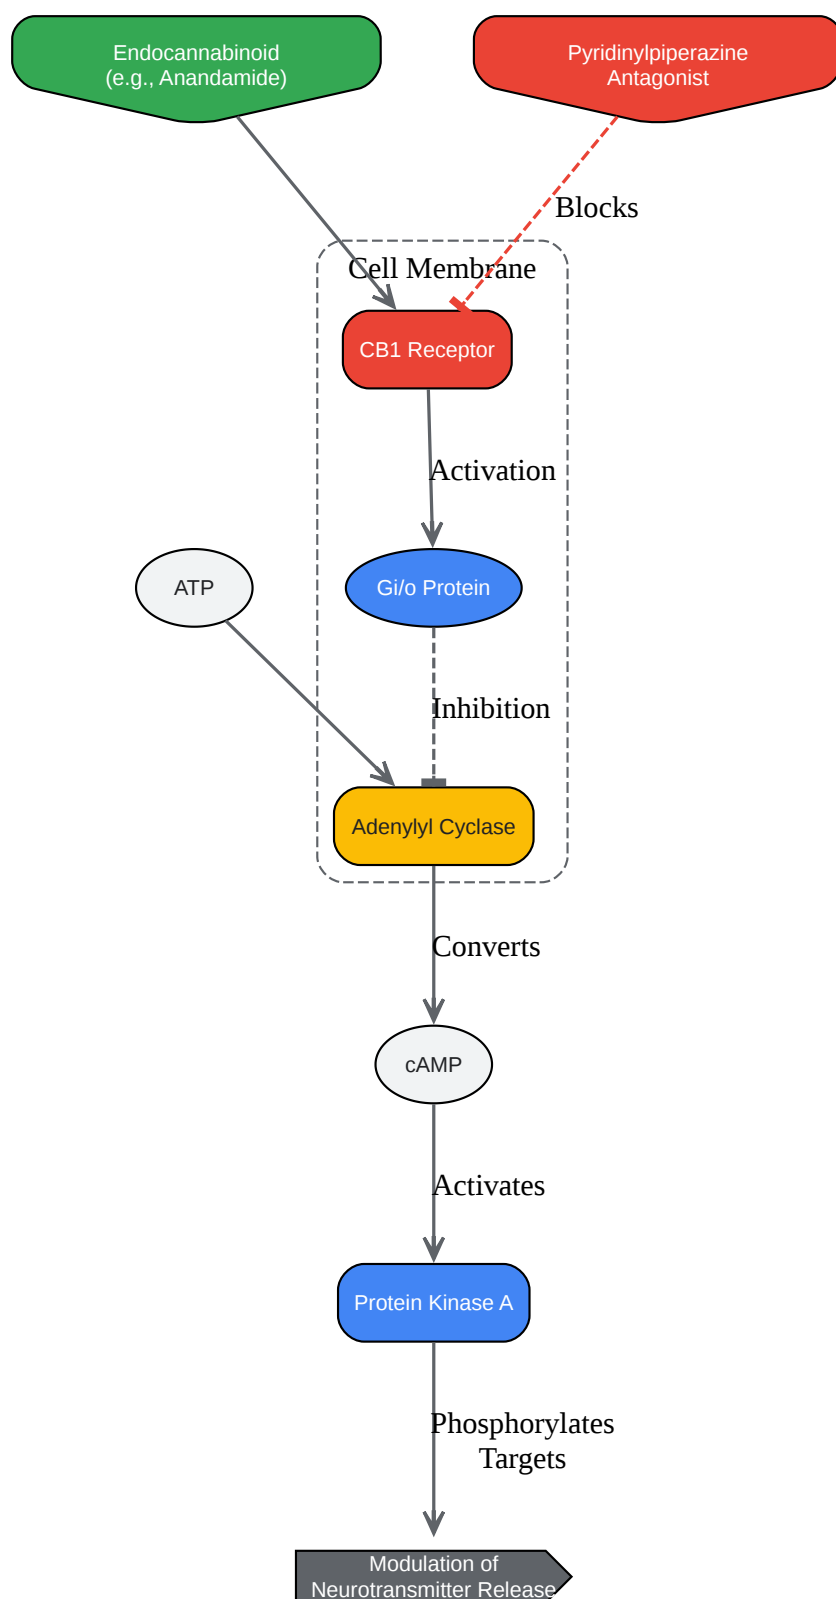 Endocannabinoid
(e.g., Anandamide)
Pyridinylpiperazine
Antagonist
Blocks
Cell Membrane
CB1 Receptor
Activation
ATP
Gi/o Protein
Inhibition
Adenylyl Cyclase
Converts
cAMP
Activates
Protein Kinase A
Phosphorylates
Targets
Modulation of
Neurotransmitter Release